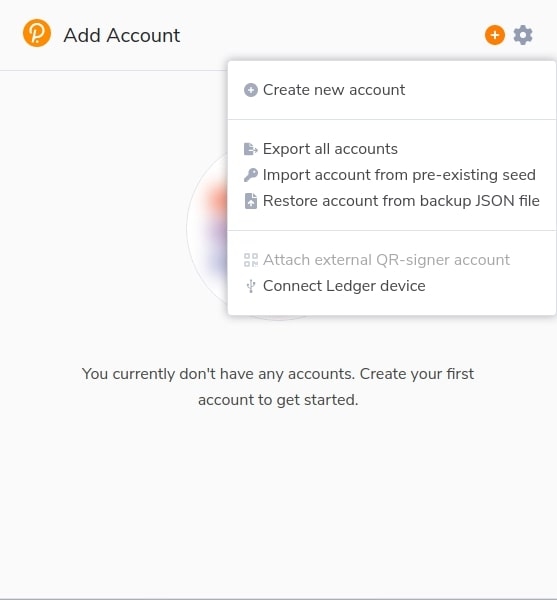 Add Account
Create new account
Export all accounts
Import account from pre-existing seed
Restore account from backup JSON file
Attach external QR-signer account
Connect Ledger device
You currently don't have any accounts. Create your first
account to get started.